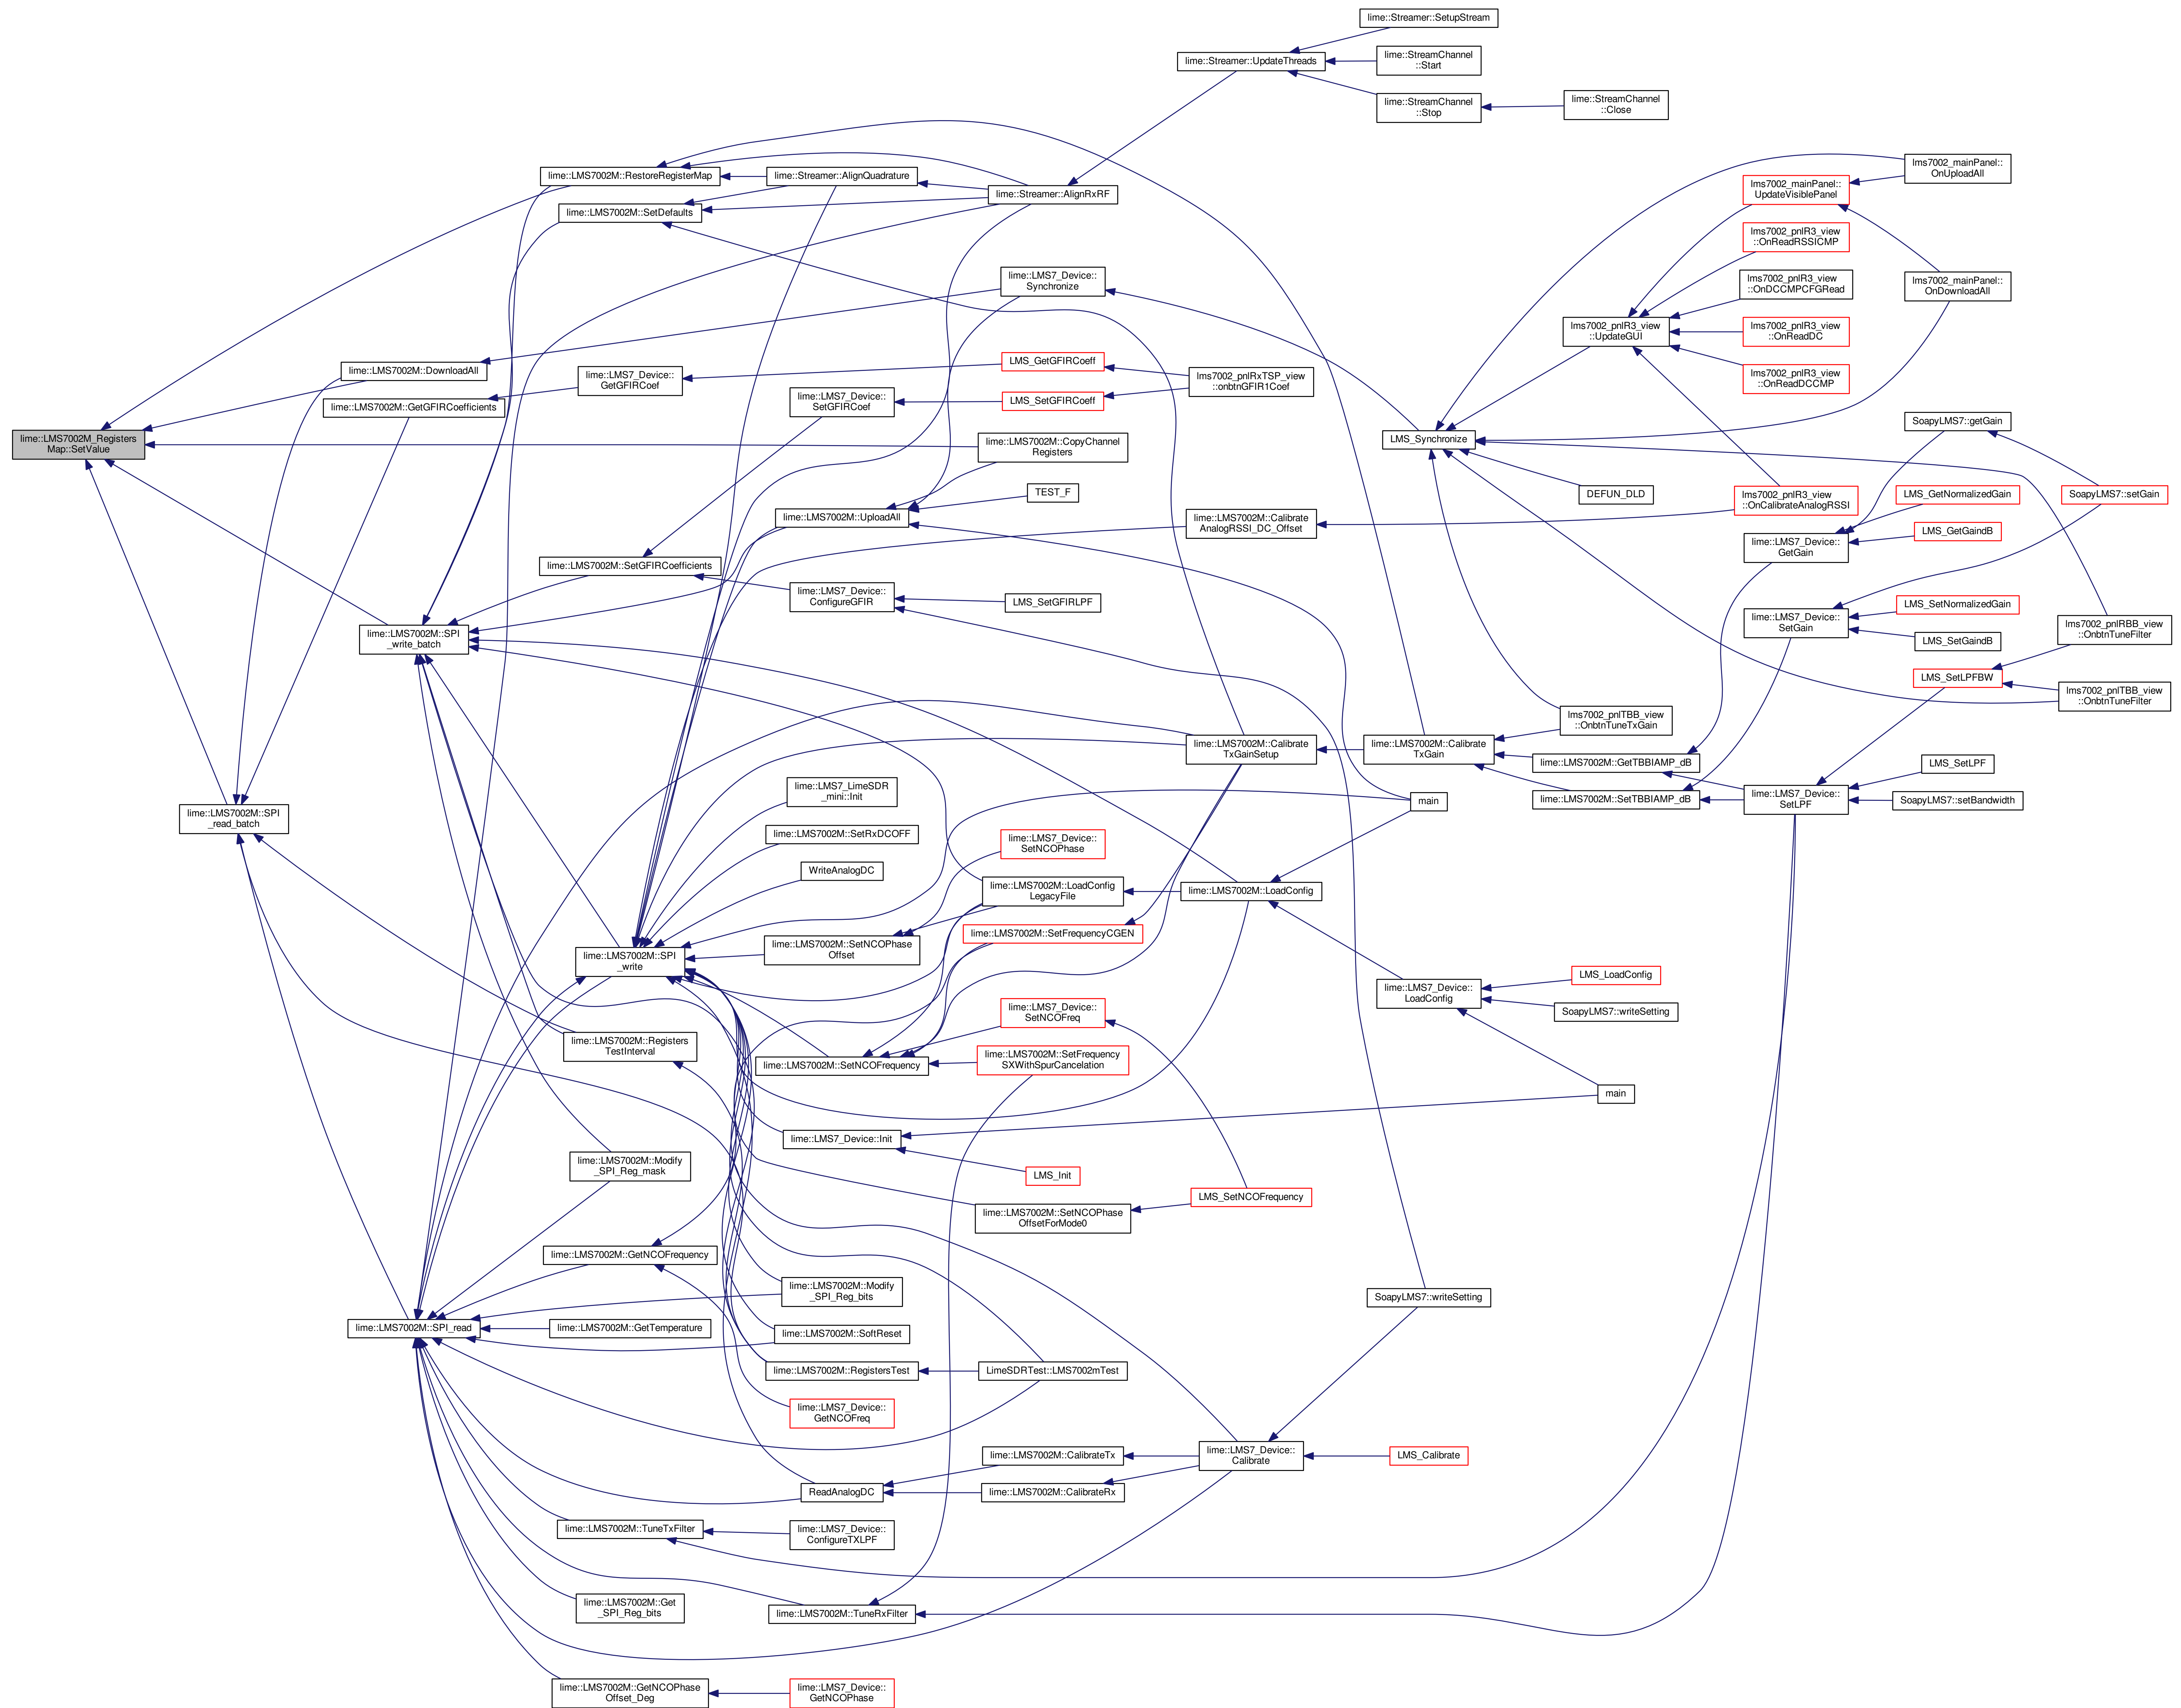 lime::Streamer::SetupStream
lime::Streamer::UpdateThreads
lime::StreamChannel
::Start
lime::StreamChannel
::Stop
lime::StreamChannel
::Close
lime::LMS7002M::RestoreRegisterMap
lime::Streamer::AlignQuadrature
lime::Streamer::AlignRxRF
lime::LMS7002M::SetDefaults
lms7002_mainPanel::
OnUploadAll
lms7002_mainPanel::
UpdateVisiblePanel
lms7002_pnlR3_view
::OnReadRSSICMP
lime::LMS7_Device::
Synchronize
lms7002_pnlR3_view
::OnDCCMPCFGRead
lms7002_mainPanel::
OnDownloadAll
lms7002_pnlR3_view
::UpdateGUI
lms7002_pnlR3_view
::OnReadDC
lms7002_pnlR3_view
::OnReadDCCMP
lime::LMS7002M::DownloadAll
lime::LMS7_Device::
GetGFIRCoef
LMS_GetGFIRCoeff
lms7002_pnlRxTSP_view
::onbtnGFIR1Coef
lime::LMS7002M::GetGFIRCoefficients
lime::LMS7_Device::
SetGFIRCoef
LMS_SetGFIRCoeff
lime::LMS7002M_Registers
Map::SetValue
lime::LMS7002M::CopyChannel
Registers
LMS_Synchronize
SoapyLMS7::getGain
TEST_F
DEFUN_DLD
lms7002_pnlR3_view
::OnCalibrateAnalogRSSI
LMS_GetNormalizedGain
SoapyLMS7::setGain
lime::LMS7002M::UploadAll
lime::LMS7002M::Calibrate
AnalogRSSI_DC_Offset
LMS_GetGaindB
lime::LMS7_Device::
GetGain
lime::LMS7002M::SetGFIRCoefficients
lime::LMS7_Device::
ConfigureGFIR
LMS_SetGFIRLPF
LMS_SetNormalizedGain
lime::LMS7_Device::
SetGain
LMS_SetGaindB
lms7002_pnlRBB_view
::OnbtnTuneFilter
lime::LMS7002M::SPI
_write_batch
LMS_SetLPFBW
lms7002_pnlTBB_view
::OnbtnTuneFilter
lms7002_pnlTBB_view
::OnbtnTuneTxGain
lime::LMS7002M::Calibrate
TxGainSetup
lime::LMS7002M::Calibrate
TxGain
lime::LMS7002M::GetTBBIAMP_dB
LMS_SetLPF
lime::LMS7_LimeSDR
_mini::Init
main
lime::LMS7002M::SetTBBIAMP_dB
lime::LMS7_Device::
SetLPF
SoapyLMS7::setBandwidth
lime::LMS7002M::SPI
_read_batch
lime::LMS7002M::SetRxDCOFF
lime::LMS7_Device::
SetNCOPhase
WriteAnalogDC
lime::LMS7002M::LoadConfig
LegacyFile
lime::LMS7002M::LoadConfig
lime::LMS7002M::SetFrequencyCGEN
lime::LMS7002M::SetNCOPhase
Offset
lime::LMS7002M::SPI
_write
LMS_LoadConfig
lime::LMS7_Device::
LoadConfig
SoapyLMS7::writeSetting
lime::LMS7_Device::
SetNCOFreq
lime::LMS7002M::Registers
TestInterval
lime::LMS7002M::SetNCOFrequency
lime::LMS7002M::SetFrequency
SXWithSpurCancelation
main
lime::LMS7_Device::Init
LMS_Init
lime::LMS7002M::Modify
_SPI_Reg_mask
LMS_SetNCOFrequency
lime::LMS7002M::SetNCOPhase
OffsetForMode0
lime::LMS7002M::GetNCOFrequency
lime::LMS7002M::Modify
_SPI_Reg_bits
SoapyLMS7::writeSetting
lime::LMS7002M::SPI_read
lime::LMS7002M::GetTemperature
lime::LMS7002M::SoftReset
lime::LMS7002M::RegistersTest
LimeSDRTest::LMS7002mTest
lime::LMS7_Device::
GetNCOFreq
lime::LMS7002M::CalibrateTx
lime::LMS7_Device::
Calibrate
LMS_Calibrate
ReadAnalogDC
lime::LMS7002M::CalibrateRx
lime::LMS7002M::TuneTxFilter
lime::LMS7_Device::
ConfigureTXLPF
lime::LMS7002M::Get
_SPI_Reg_bits
lime::LMS7002M::TuneRxFilter
lime::LMS7002M::GetNCOPhase
Offset_Deg
lime::LMS7_Device::
GetNCOPhase